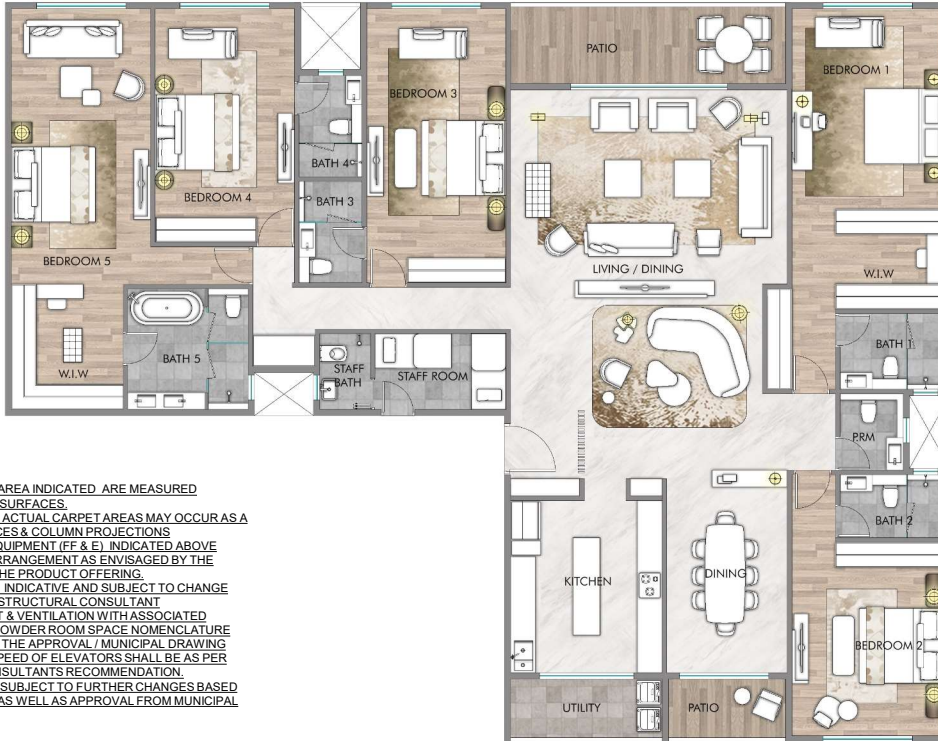 PATIO
BEDROOM 1
BEDROOM 3
BATH 4
BEDROOM 4
BATH 3
BEDROOM 5
LIVING / DINING
W.I.W
BATH 5
BATH 1
STAFF
BATH
STAFF ROOM
W.I.W
P.RM
BATH 2
KITCHEN
DINING
BEDROOM 2
UTILITY
PATIO
AREA INDICATED ARE MEASURED
SURFACES.
ACTUAL CARPET AREAS MAY OCCUR AS A
CES & COLUMN PROJECTIONS
QUIPMENT (FF & E) INDICATED ABOVE
RRANGEMENT AS ENVISAGED BY THE
HE PRODUCT OFFERING.
INDICATIVE AND SUBJECT TO CHANGE
STRUCTURAL CONSULTANT
T & VENTILATION WITH ASSOCIATED
OWDER ROOM SPACE NOMENCLATURE
THE APPROVAL / MUNICIPAL DRAWING
PEED OF ELEVATORS SHALL BE AS PER
NSULTANTS RECOMMENDATION.
SUBJECT TO FURTHER CHANGES BASED
AS WELL AS APPROVAL FROM MUNICIPAL